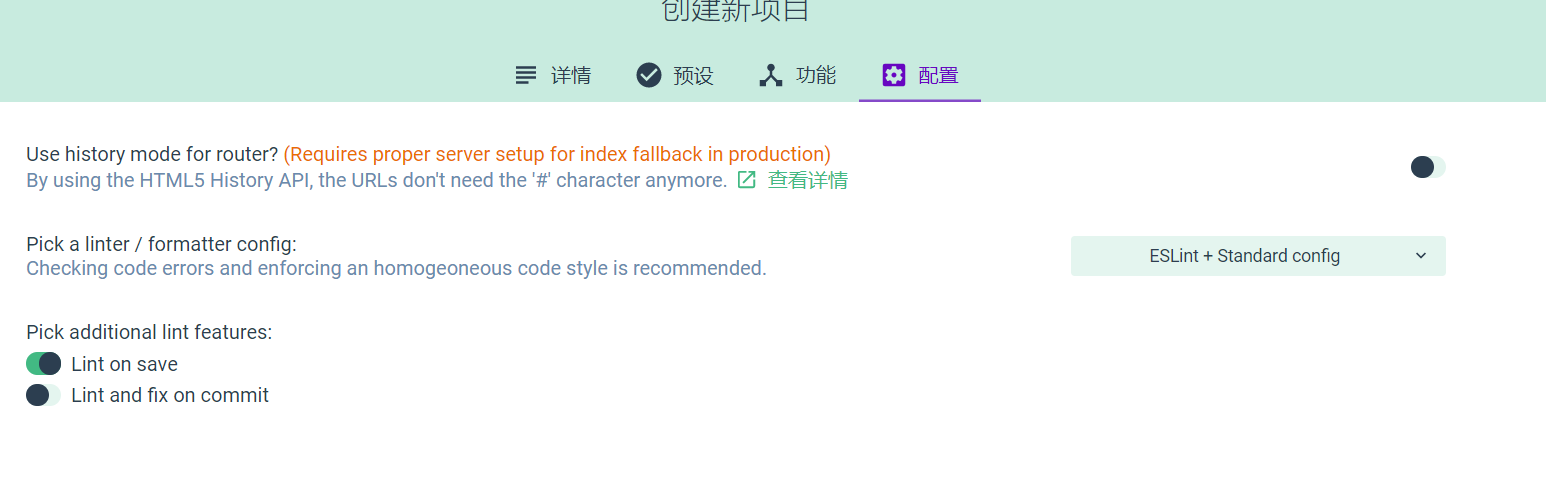 创建新项目
详情 预设 功能 配置
Use history mode for router? (Requires proper server setup for index fallback in production)
By using the HTML5 History API, the URLs don't need the '#' character anymore. 查看详情
Pick a linter / formatter config:
Checking code errors and enforcing an homogeoneous code style is recommended.
ESLint + Standard config
Pick additional lint features:
Lint on save
Lint and fix on commit